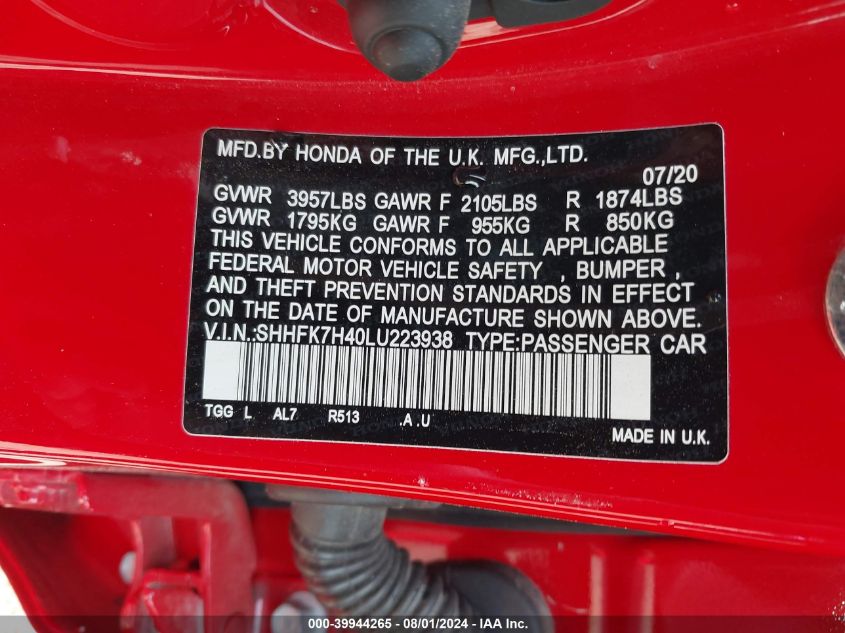 MFD.BY HONDA OF THE U.K. MFG.,LTD.
07/20
GVWR 3957LBS GAWR F 2105LBS R 1874LBS
GVWR 1795KG GAWR F 955KG R 850KG
THIS VEHICLE CONFORMS TO ALL APPLICABLE
FEDERAL MOTOR VEHICLE SAFETY , BUMPER ,
AND THEFT PREVENTION STANDARDS IN EFFECT
ON THE DATE OF MANUFACTURE SHOWN ABOVE.
V.I.N.:SHHFK7H40LU223938 TYPE:PASSENGER CAR
TGG L AL7 R513 .A .U
MADE IN U.K.
000-39944265 - 08/01/2024 - IAA Inc.